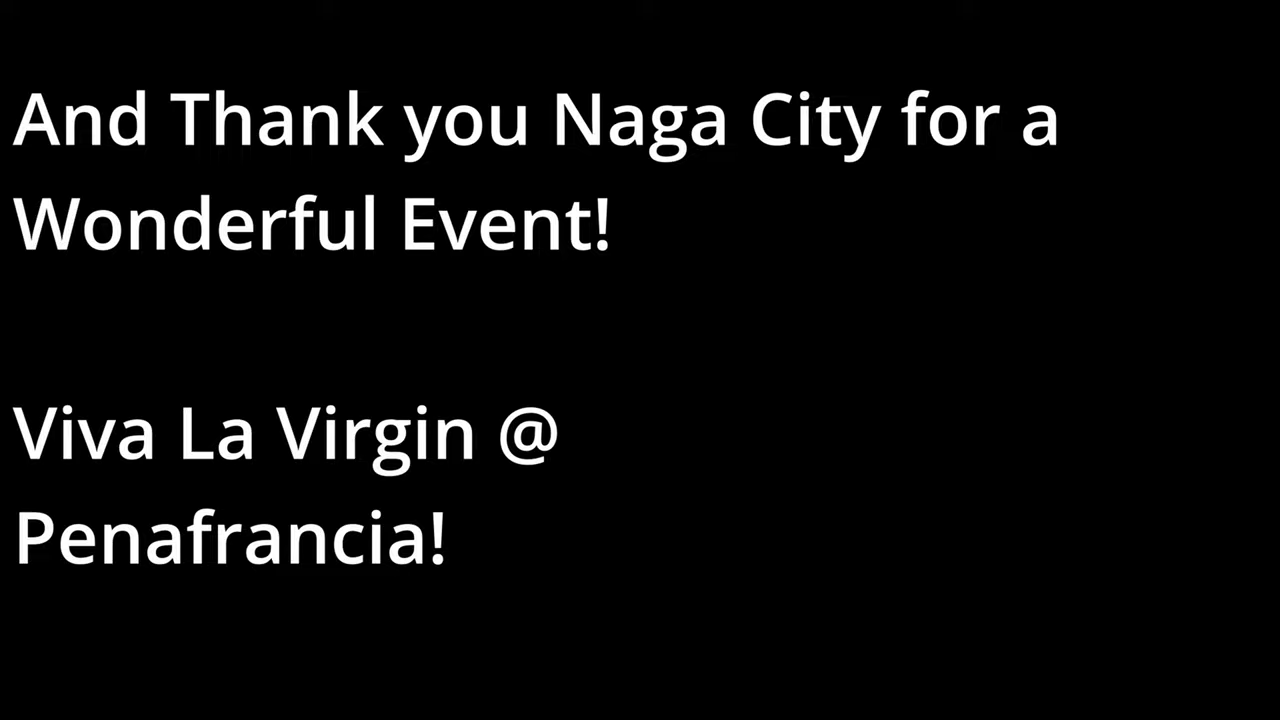 And Thank you Naga City for a
Wonderful Event!
Viva La Virgin @
Penafrancia!